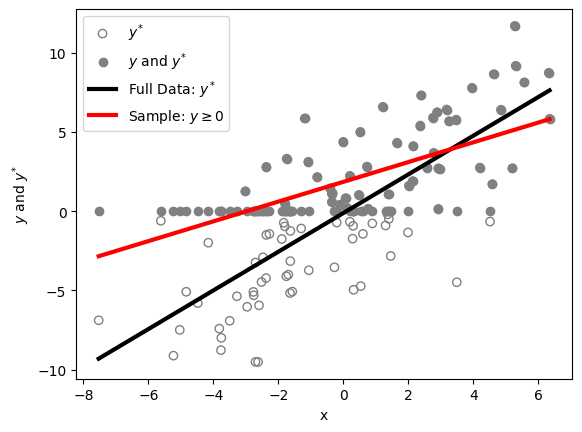 y*
y and y*
Full Data: y*
Sample: y ≥ 0
10
5
0
−5
−10
y and y*
−8 −6 −4 −2 0 2 4 6
x